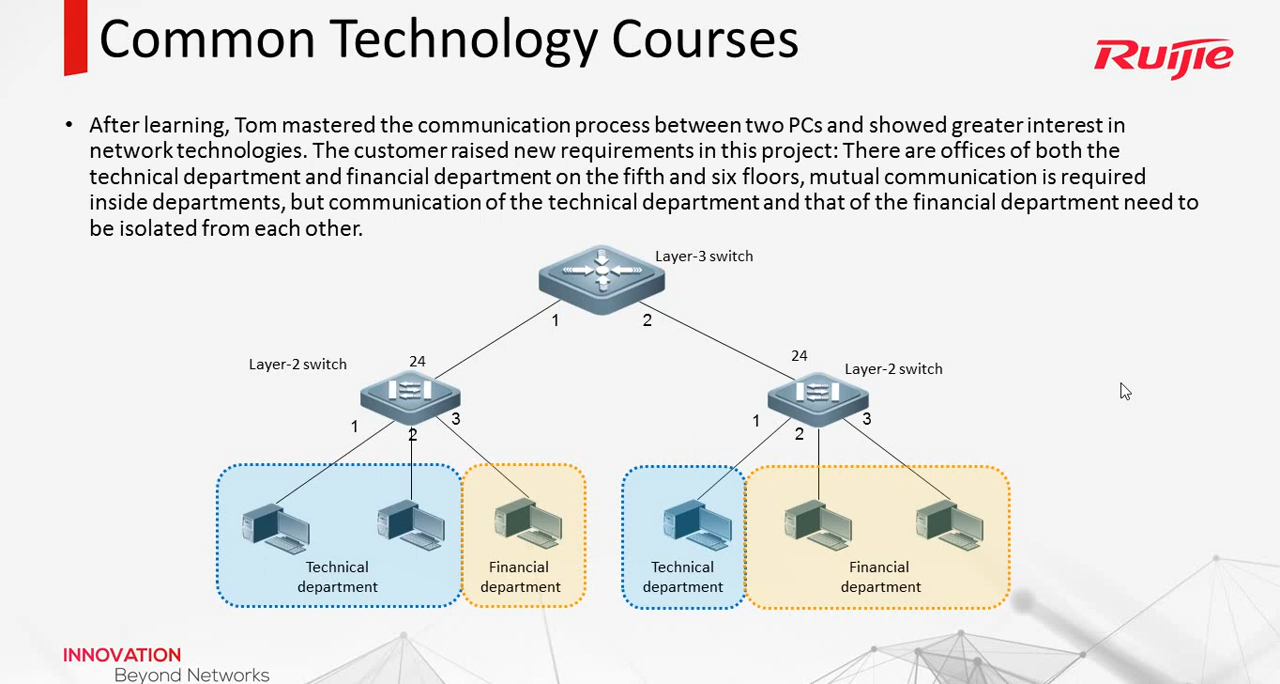 Common Technology Courses
Ruijie
• After learning, Tom mastered the communication process between two PCs and showed greater interest in
network technologies. The customer raised new requirements in this project: There are offices of both the
technical department and financial department on the fifth and six floors, mutual communication is required
inside departments, but communication of the technical department and that of the financial department need to
be isolated from each other.
Layer-3 switch
1 2
Layer-2 switch 24
24 Layer-2 switch
1 2 3
1 2 3
Technical
department
Financial
department
Technical
department
Financial
department
INNOVATION
Beyond Networks